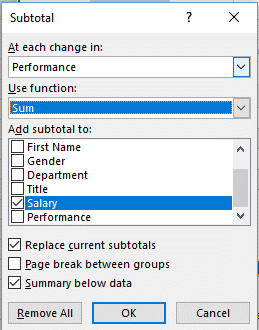 Subtotal
At each change in:
Performance
Use function:
Sum
Add subtotal to:
First Name
Gender
Department
Title
Salary
Performance
Replace current subtotals
Page break between groups
Summary below data
Remove All
OK
Cancel